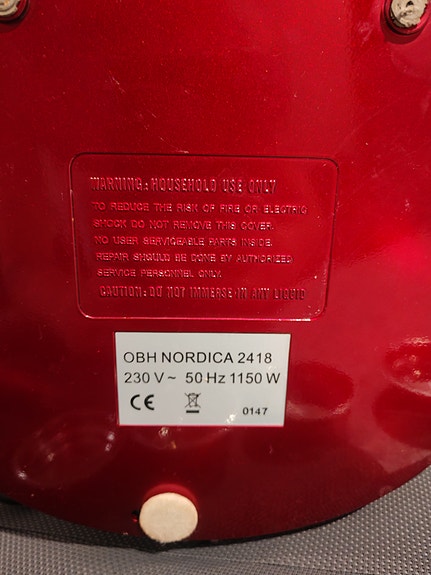 WARNING: HOUSEHOLD USE ONLY
TO REDUCE THE RISK OF FIRE OR ELECTRIC
SHOCK DO NOT REMOVE THIS COVER.
NO USER SERVICEABLE PARTS INSIDE.
REPAIR SHOULD BE DONE BY AUTHORIZED
SERVICE PERSONNEL ONLY.
CAUTION: DO NOT IMMERSE IN ANY LIQUID
OBH NORDICA 2418
230 V ~ 50 Hz 1150 W
CE
0147